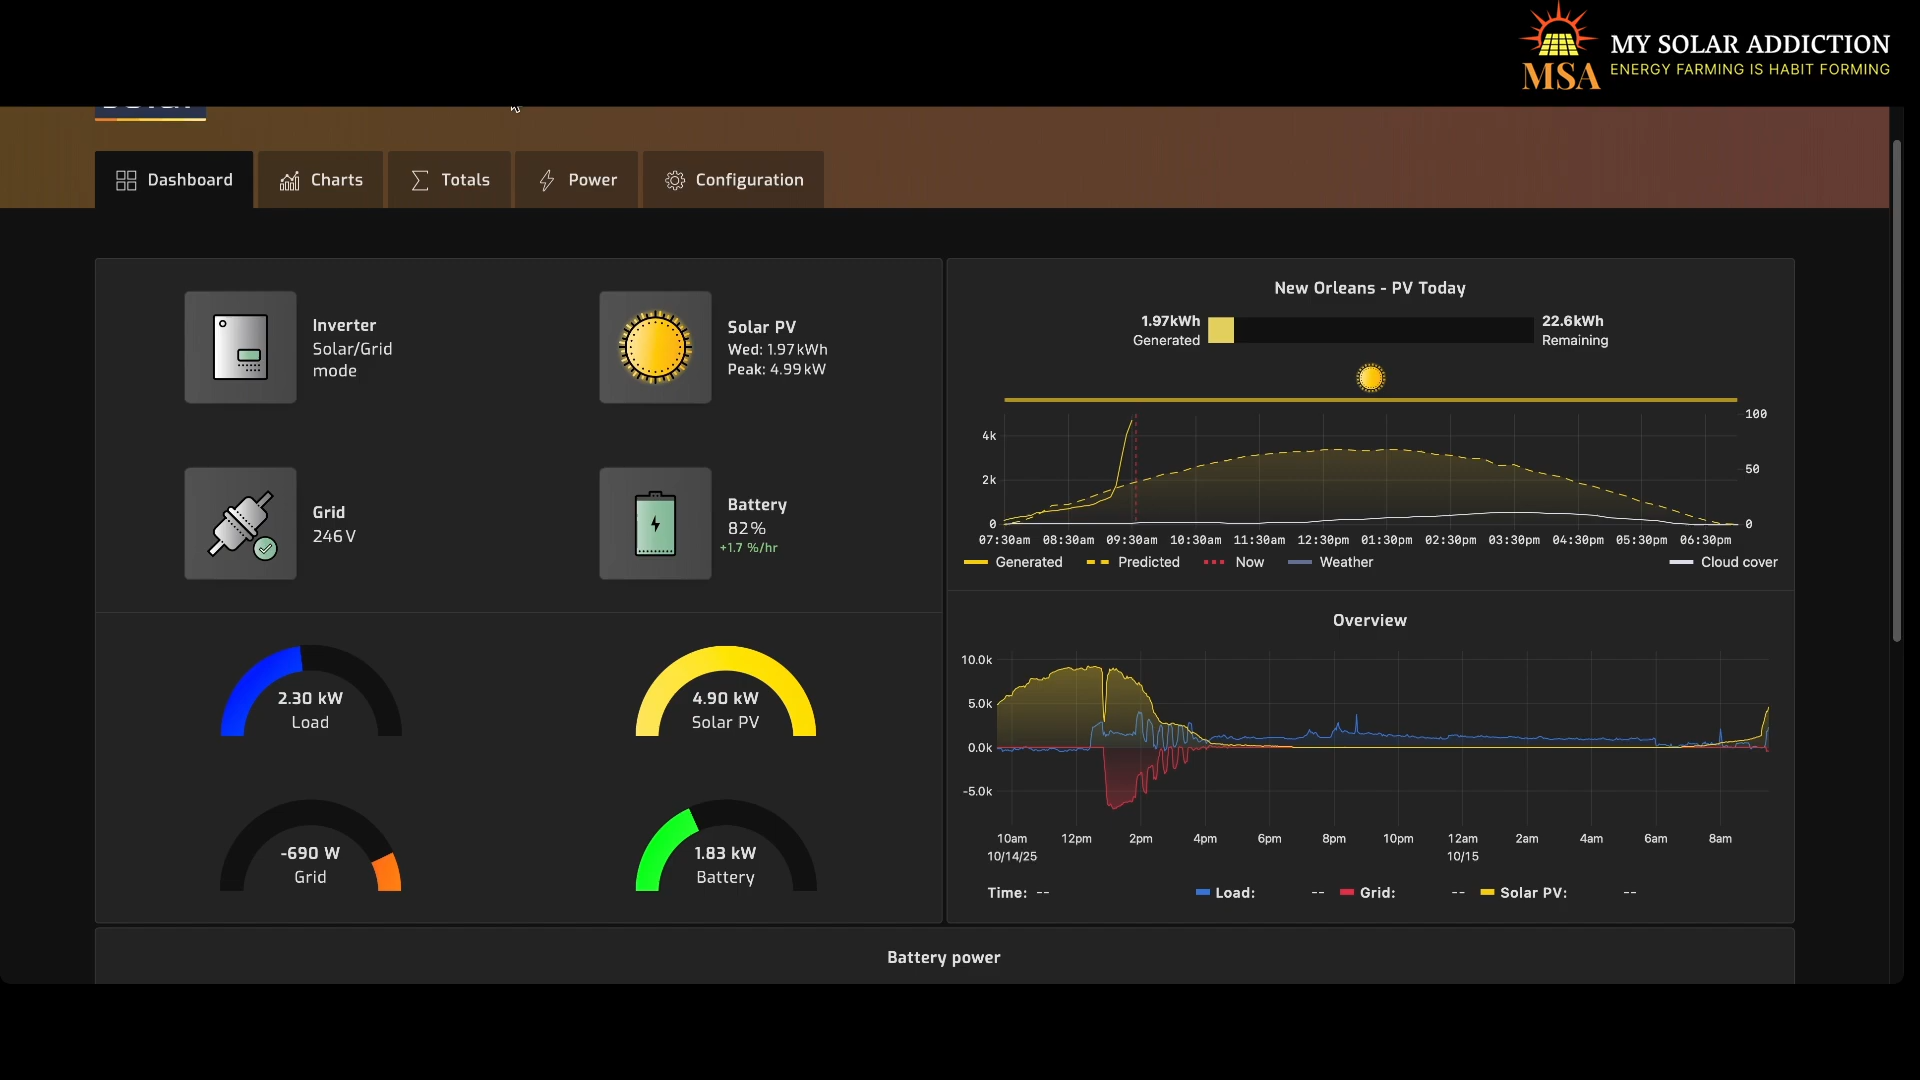 MY SOLAR ADDICTION
MSA
ENERGY FARMING IS HABIT FORMING
Dashboard
Charts
Totals
Power
Configuration
Inverter
Solar/Grid
mode
Solar PV
Wed: 1.97kWh
Peak: 4.99kW
Grid
246V
Battery
82%
+1.7 %/hr
2.30 kW
Load
4.90 kW
Solar PV
-690 W
Grid
1.83 kW
Battery
New Orleans - PV Today
1.97kWh
Generated
22.6kWh
Remaining
100
4k
50
2k
0
0
07:30am 08:30am 09:30am 10:30am 11:30am 12:30pm 01:30pm 02:30pm 03:30pm 04:30pm 05:30pm 06:30pm
Generated Predicted Now Weather Cloud cover
Overview
10.0k
5.0k
0.0k
-5.0k
10am 12pm 2pm 4pm 6pm 8pm 10pm 12am 2am 4am 6am 8am
10/14/25 10/15
Time: -- Load: -- Grid: -- Solar PV: --
Battery power